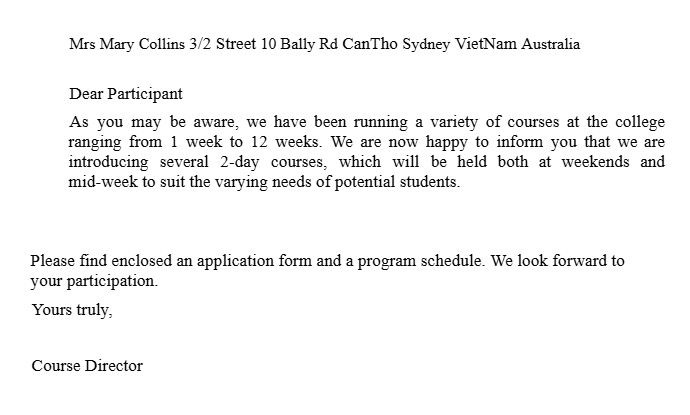 Mrs Mary Collins 3/2 Street 10 Bally Rd CanTho Sydney VietNam Australia
Dear Participant
As you may be aware, we have been running a variety of courses at the college
ranging from 1 week to 12 weeks. We are now happy to inform you that we are
introducing several 2-day courses, which will be held both at weekends and
mid-week to suit the varying needs of potential students.
Please find enclosed an application form and a program schedule. We look forward to
your participation.
Yours truly,
Course Director